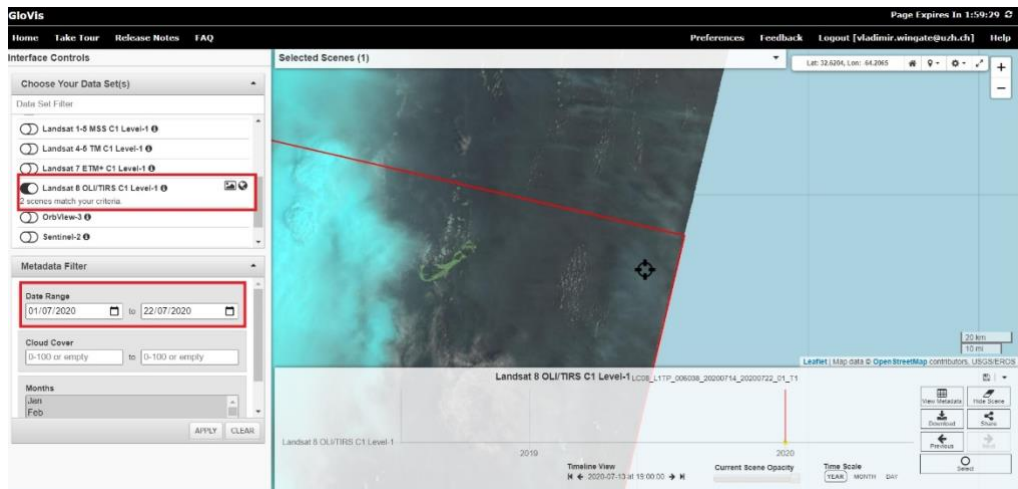 GloVis
Page Expires In 1:59:29
Home Take Tour Release Notes FAQ
Preferences Feedback Logout [vladimir.wingate@uzh.ch] Help
Interface Controls
Choose Your Data Set(s)
Data Set Filter
Landsat 1-5 MSS C1 Level-1
Landsat 4-5 TM C1 Level-1
Landsat 7 ETM+ C1 Level-1
Landsat 8 OLI/TIRS C1 Level-1
2 scenes match your criteria.
OrbView-3
Sentinel-2
Metadata Filter
Date Range
01/07/2020 to 22/07/2020
Cloud Cover
0-100 or empty to 0-100 or empty
Months
Jan
Feb
APPLY CLEAR
Selected Scenes (1)
Lat: 32.6204, Lon: -64.2065
+
−
20 km
10 mi
Leaflet | Map data © OpenStreetMap contributors, USGS/EROS
Landsat 8 OLI/TIRS C1 Level-1 LC08_L1TP_006038_20200714_20200722_01_T1
View Metadata Hide Scene
Download Share
Previous Next
Select
Landsat 8 OLI/TIRS C1 Level-1
2019 2020
Timeline View
2020-07-13 at 19:00:00
Current Scene Opacity
Time Scale
YEAR MONTH DAY